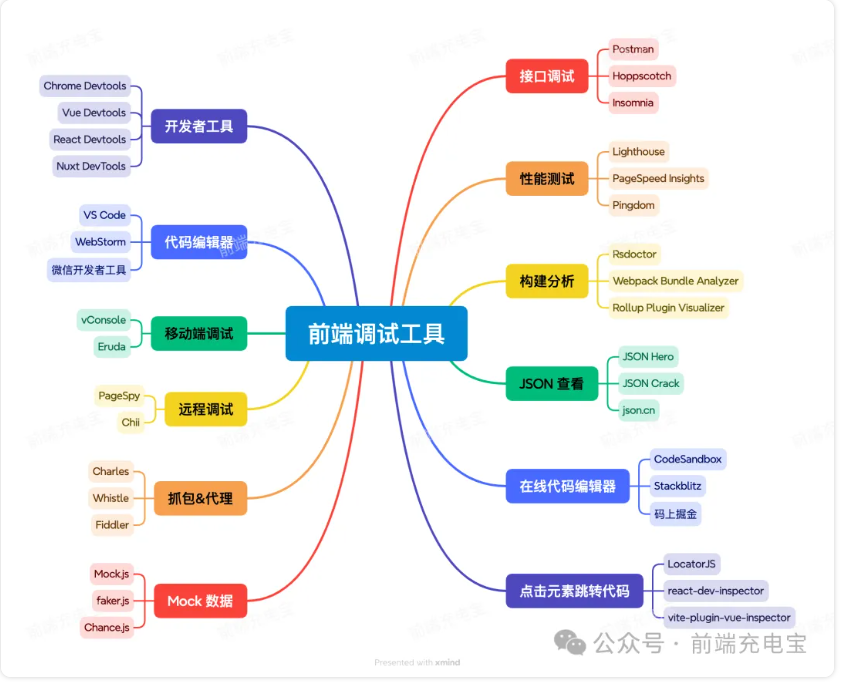 前端调试工具
接口调试
Postman
Hoppscotch
Insomnia
性能测试
Lighthouse
PageSpeed Insights
Pingdom
构建分析
Rsdoctor
Webpack Bundle Analyzer
Rollup Plugin Visualizer
JSON 查看
JSON Hero
JSON Crack
json.cn
在线代码编辑器
CodeSandbox
Stackblitz
码上掘金
点击元素跳转代码
LocatorJS
react-dev-inspector
vite-plugin-vue-inspector
开发者工具
Chrome Devtools
Vue Devtools
React Devtools
Nuxt DevTools
代码编辑器
VS Code
WebStorm
微信开发者工具
移动端调试
vConsole
Eruda
远程调试
PageSpy
Chii
抓包&代理
Charles
Whistle
Fiddler
Mock 数据
Mock.js
faker.js
Chance.js
公众号 · 前端充电宝
Presented with xmind